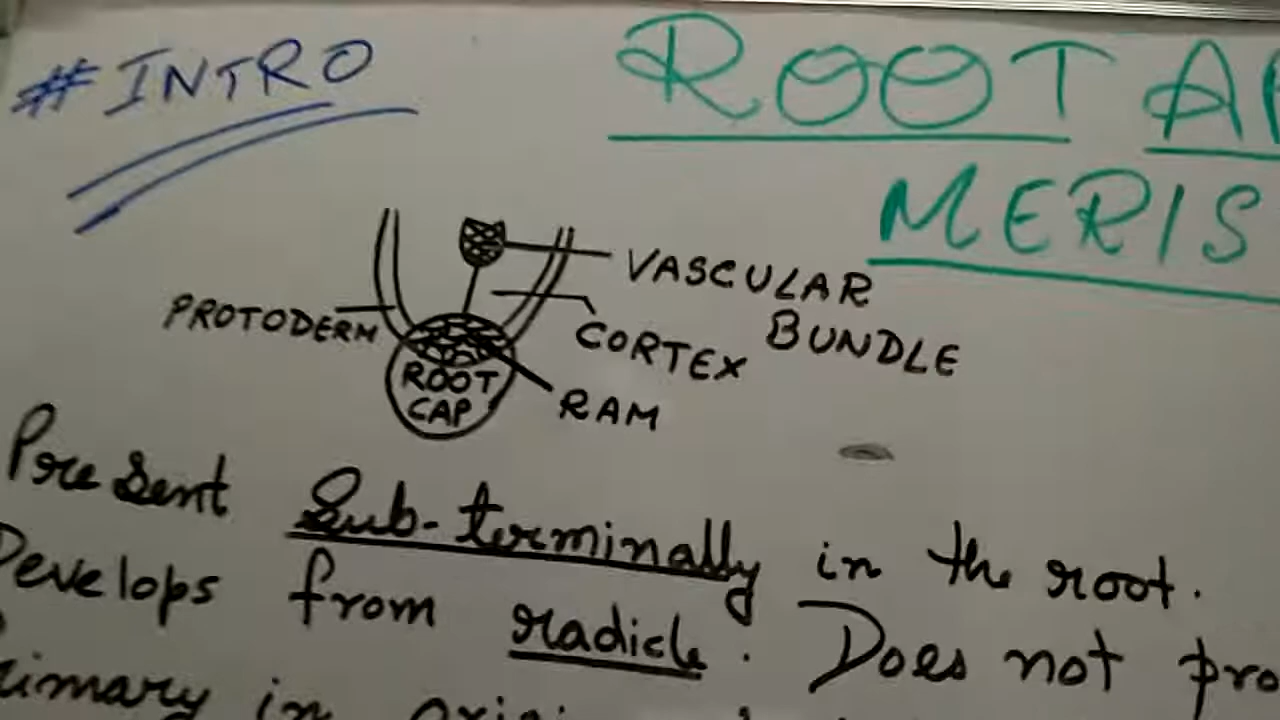 # INTRO
ROOT
MERIS
VASCULAR
BUNDLE
PROTODERM
CORTEX
ROOT
CAP
RAM
Present Sub-terminally in the root.
Develops from radicle. Does not
in